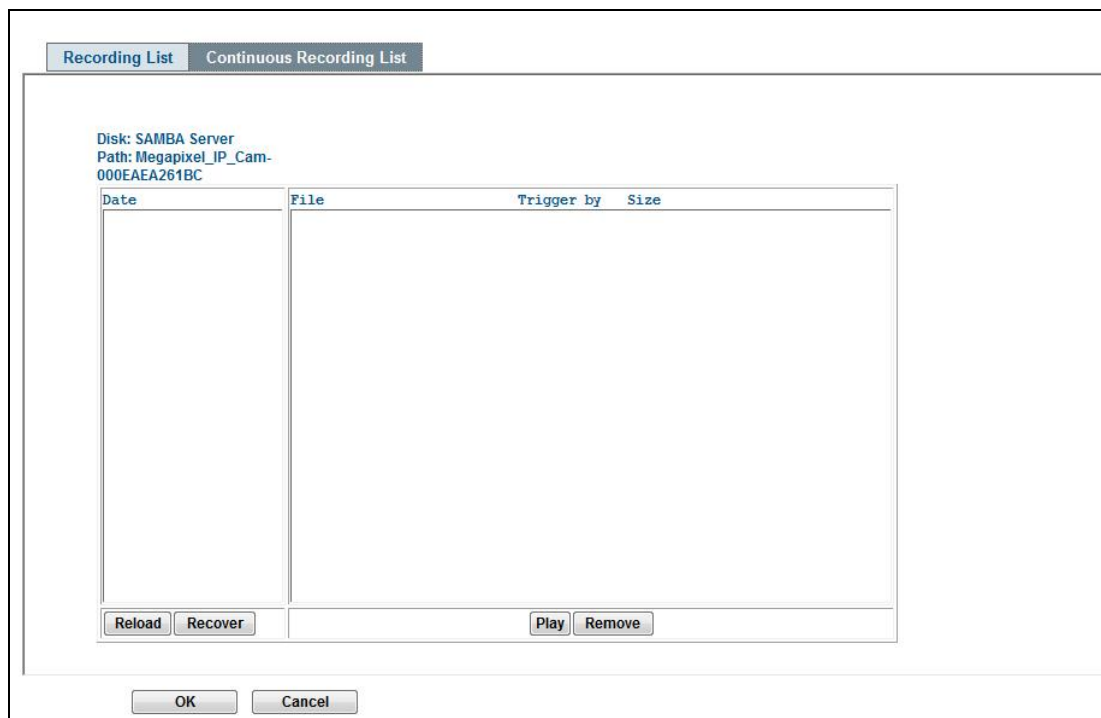 Recording List Continuous Recording List
Disk: SAMBA Server
Path: Megapixel_IP_Cam-
000EAEA261BC
Date File Trigger by Size
Reload Recover Play Remove
OK Cancel